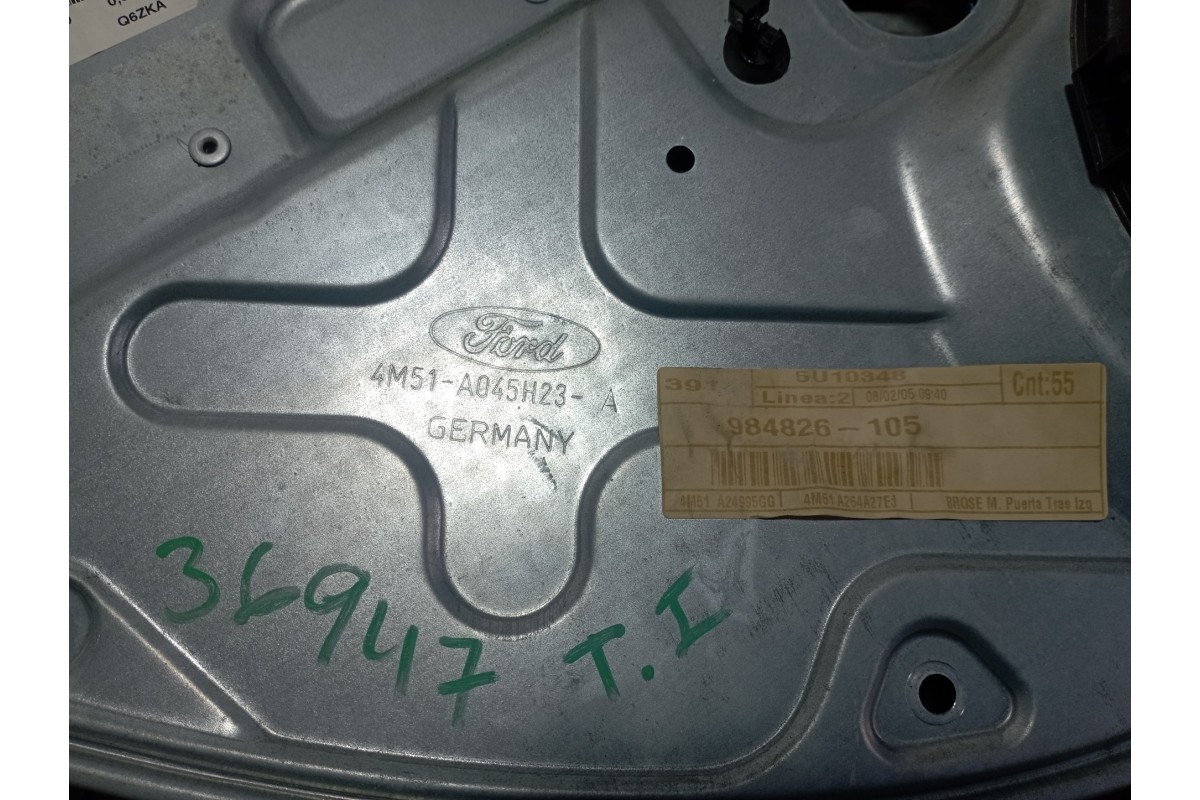 Q6ZKA
Ford
4M51-A045H23-A
GERMANY
391 5U10348
Linea:2 08/02/05 09:40 Cnt:55
984826-105
4M51 A24995GG 4M51 A264A27E BROSE M. Puerta Tras Izq
36947 T.I